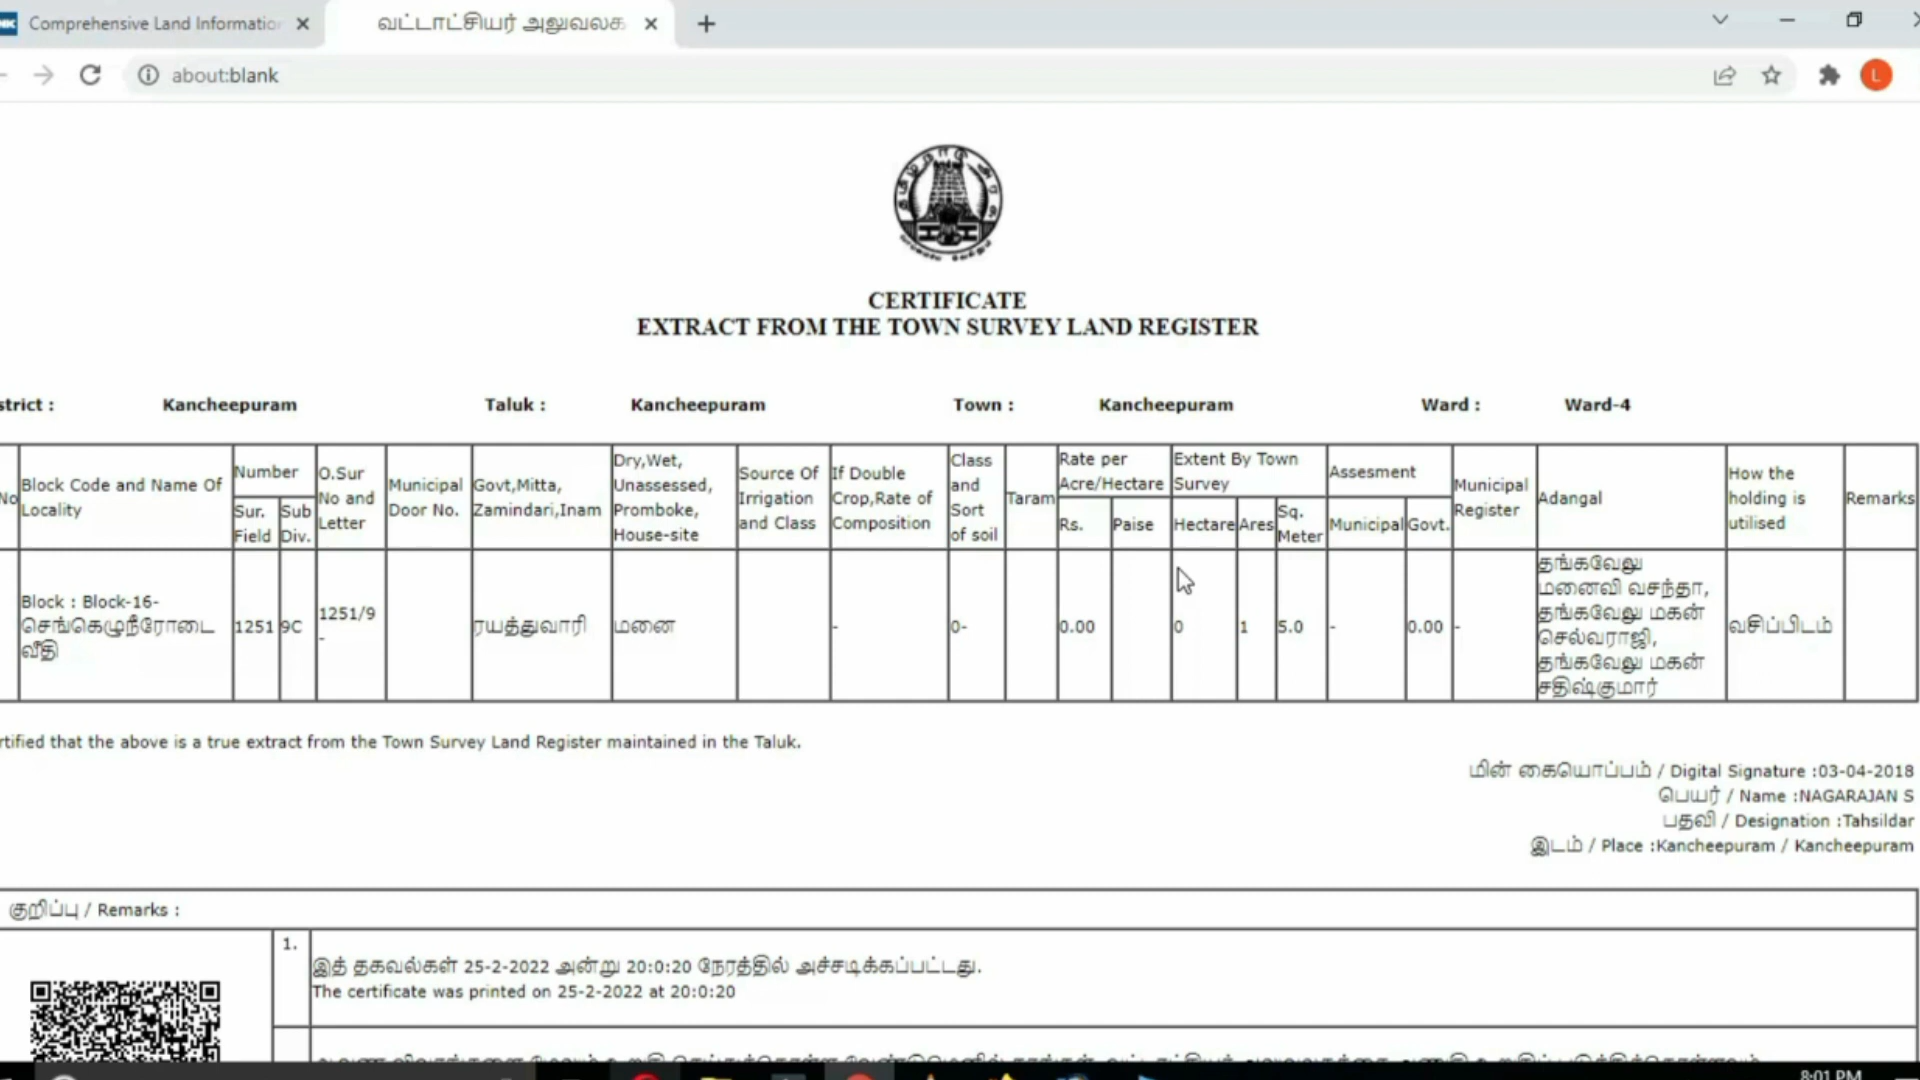 Comprehensive Land Informatio
வட்டாட்சியர் அலுவலக
about:blank
L
CERTIFICATE
EXTRACT FROM THE TOWN SURVEY LAND REGISTER
strict : Kancheepuram Taluk : Kancheepuram Town : Kancheepuram Ward : Ward-4
No
Block Code and Name Of Locality
Number
Sur. Field
Sub Div.
O.Sur No and Letter
Municipal Door No.
Govt,Mitta, Zamindari,Inam
Dry,Wet, Unassessed, Promboke, House-site
Source Of Irrigation and Class
If Double Crop,Rate of Composition
Class and Sort of soil
Taram
Rate per Acre/Hectare
Rs.
Paise
Extent By Town Survey
Hectare
Ares
Sq. Meter
Assesment
Municipal
Govt.
Municipal Register
Adangal
How the holding is utilised
Remarks
Block : Block-16-
செங்கெழுநீரோடை
வீதி
1251
9C
1251/9
-
ரயத்துவாரி
மனை
-
0-
0.00
0
1
5.0
-
0.00
-
தங்கவேலு
மனைவி வசந்தா,
தங்கவேலு மகன்
செல்வராஜி,
தங்கவேலு மகன்
சதிஷ்குமார்
வசிப்பிடம்
rtified that the above is a true extract from the Town Survey Land Register maintained in the Taluk.
மின் கையொப்பம் / Digital Signature :03-04-2018
பெயர் / Name :NAGARAJAN S
பதவி / Designation :Tahsildar
இடம் / Place :Kancheepuram / Kancheepuram
குறிப்பு / Remarks :
1.
இத் தகவல்கள் 25-2-2022 அன்று 20:0:20 நேரத்தில் அச்சடிக்கப்பட்டது.
The certificate was printed on 25-2-2022 at 20:0:20
8:01 PM